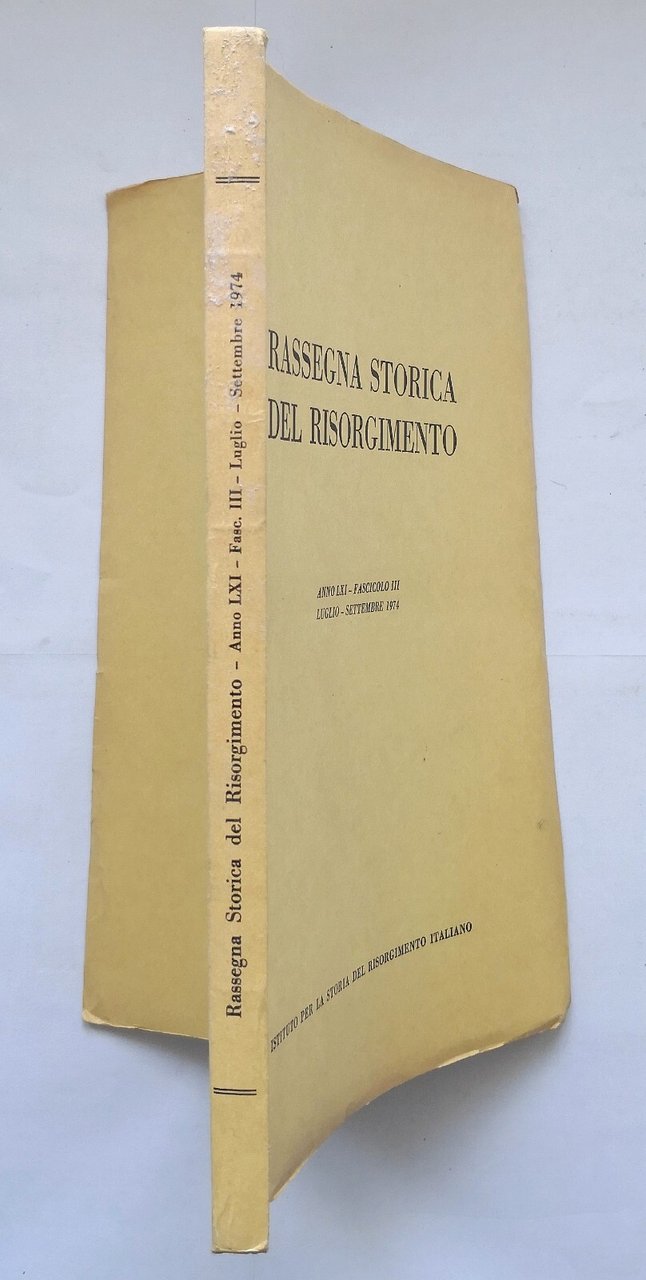 Rassegna Storica del Risorgimento – Anno LXI – Fasc. III – Luglio – Settembre 1974
RASSEGNA STORICA
DEL RISORGIMENTO
ANNO LXI – FASCICOLO III
LUGLIO – SETTEMBRE 1974
ISTITUTO PER LA STORIA DEL RISORGIMENTO ITALIANO